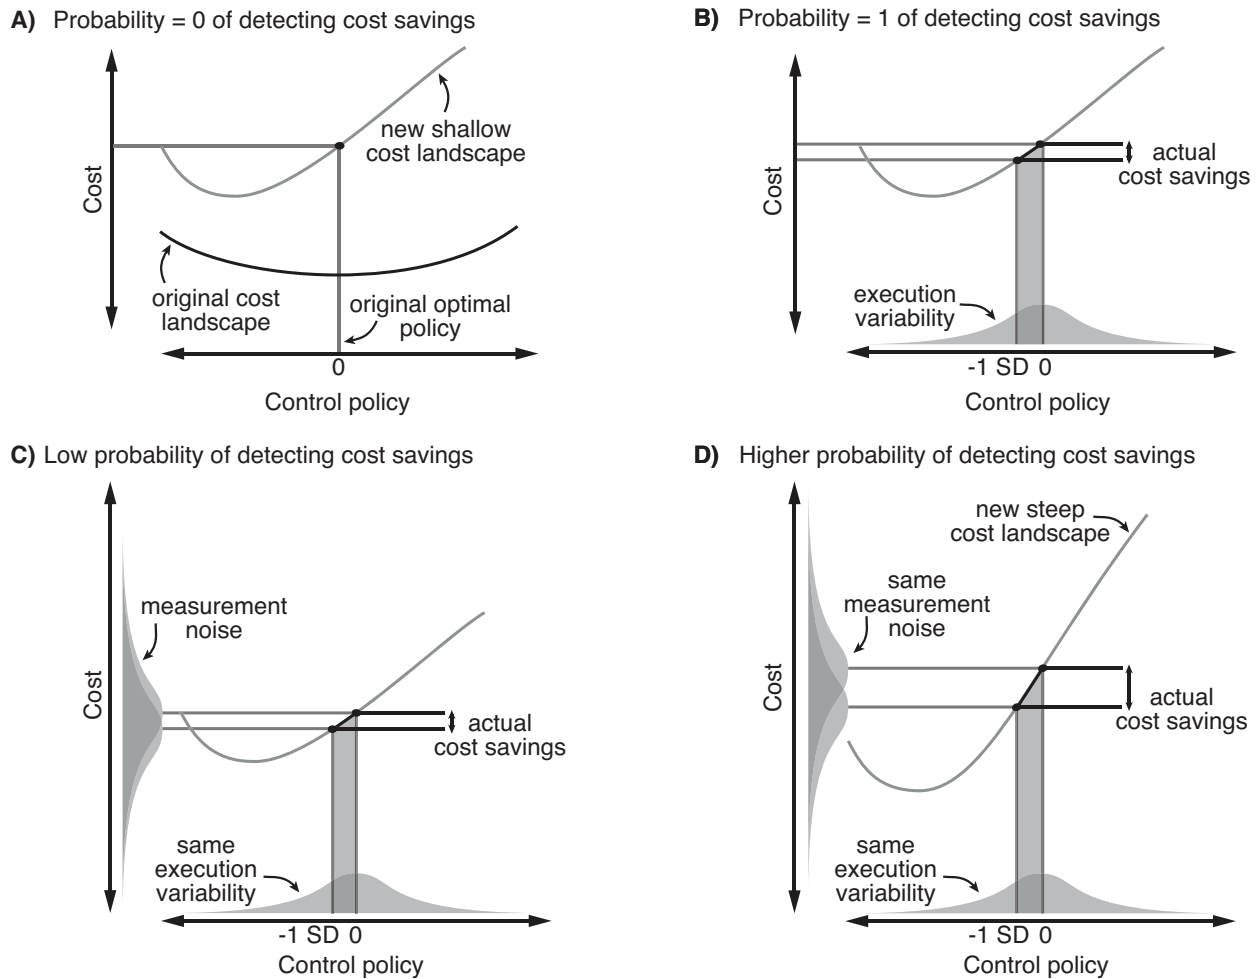 A) Probability = 0 of detecting cost savings
Cost
new shallow
cost landscape
original cost
landscape
original optimal
policy
0
Control policy
B) Probability = 1 of detecting cost savings
Cost
actual
cost savings
execution
variability
-1 SD 0
Control policy
C) Low probability of detecting cost savings
Cost
measurement
noise
actual
cost savings
same
execution
variability
-1 SD 0
Control policy
D) Higher probability of detecting cost savings
Cost
new steep
cost landscape
same
measurement
noise
actual
cost savings
same
execution
variability
-1 SD 0
Control policy